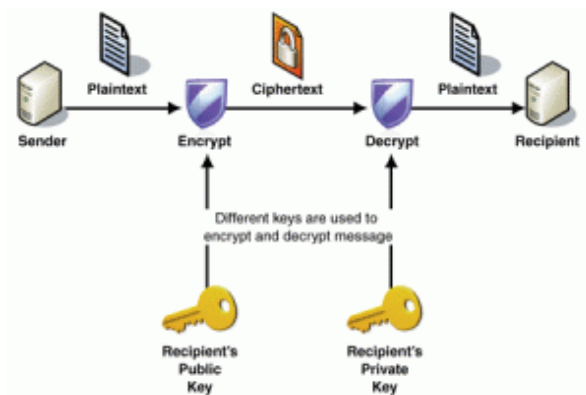 Plaintext
Ciphertext
Plaintext
Sender
Encrypt
Decrypt
Recipient
Different keys are used to
encrypt and decrypt message
Recipient's
Public
Key
Recipient's
Private
Key